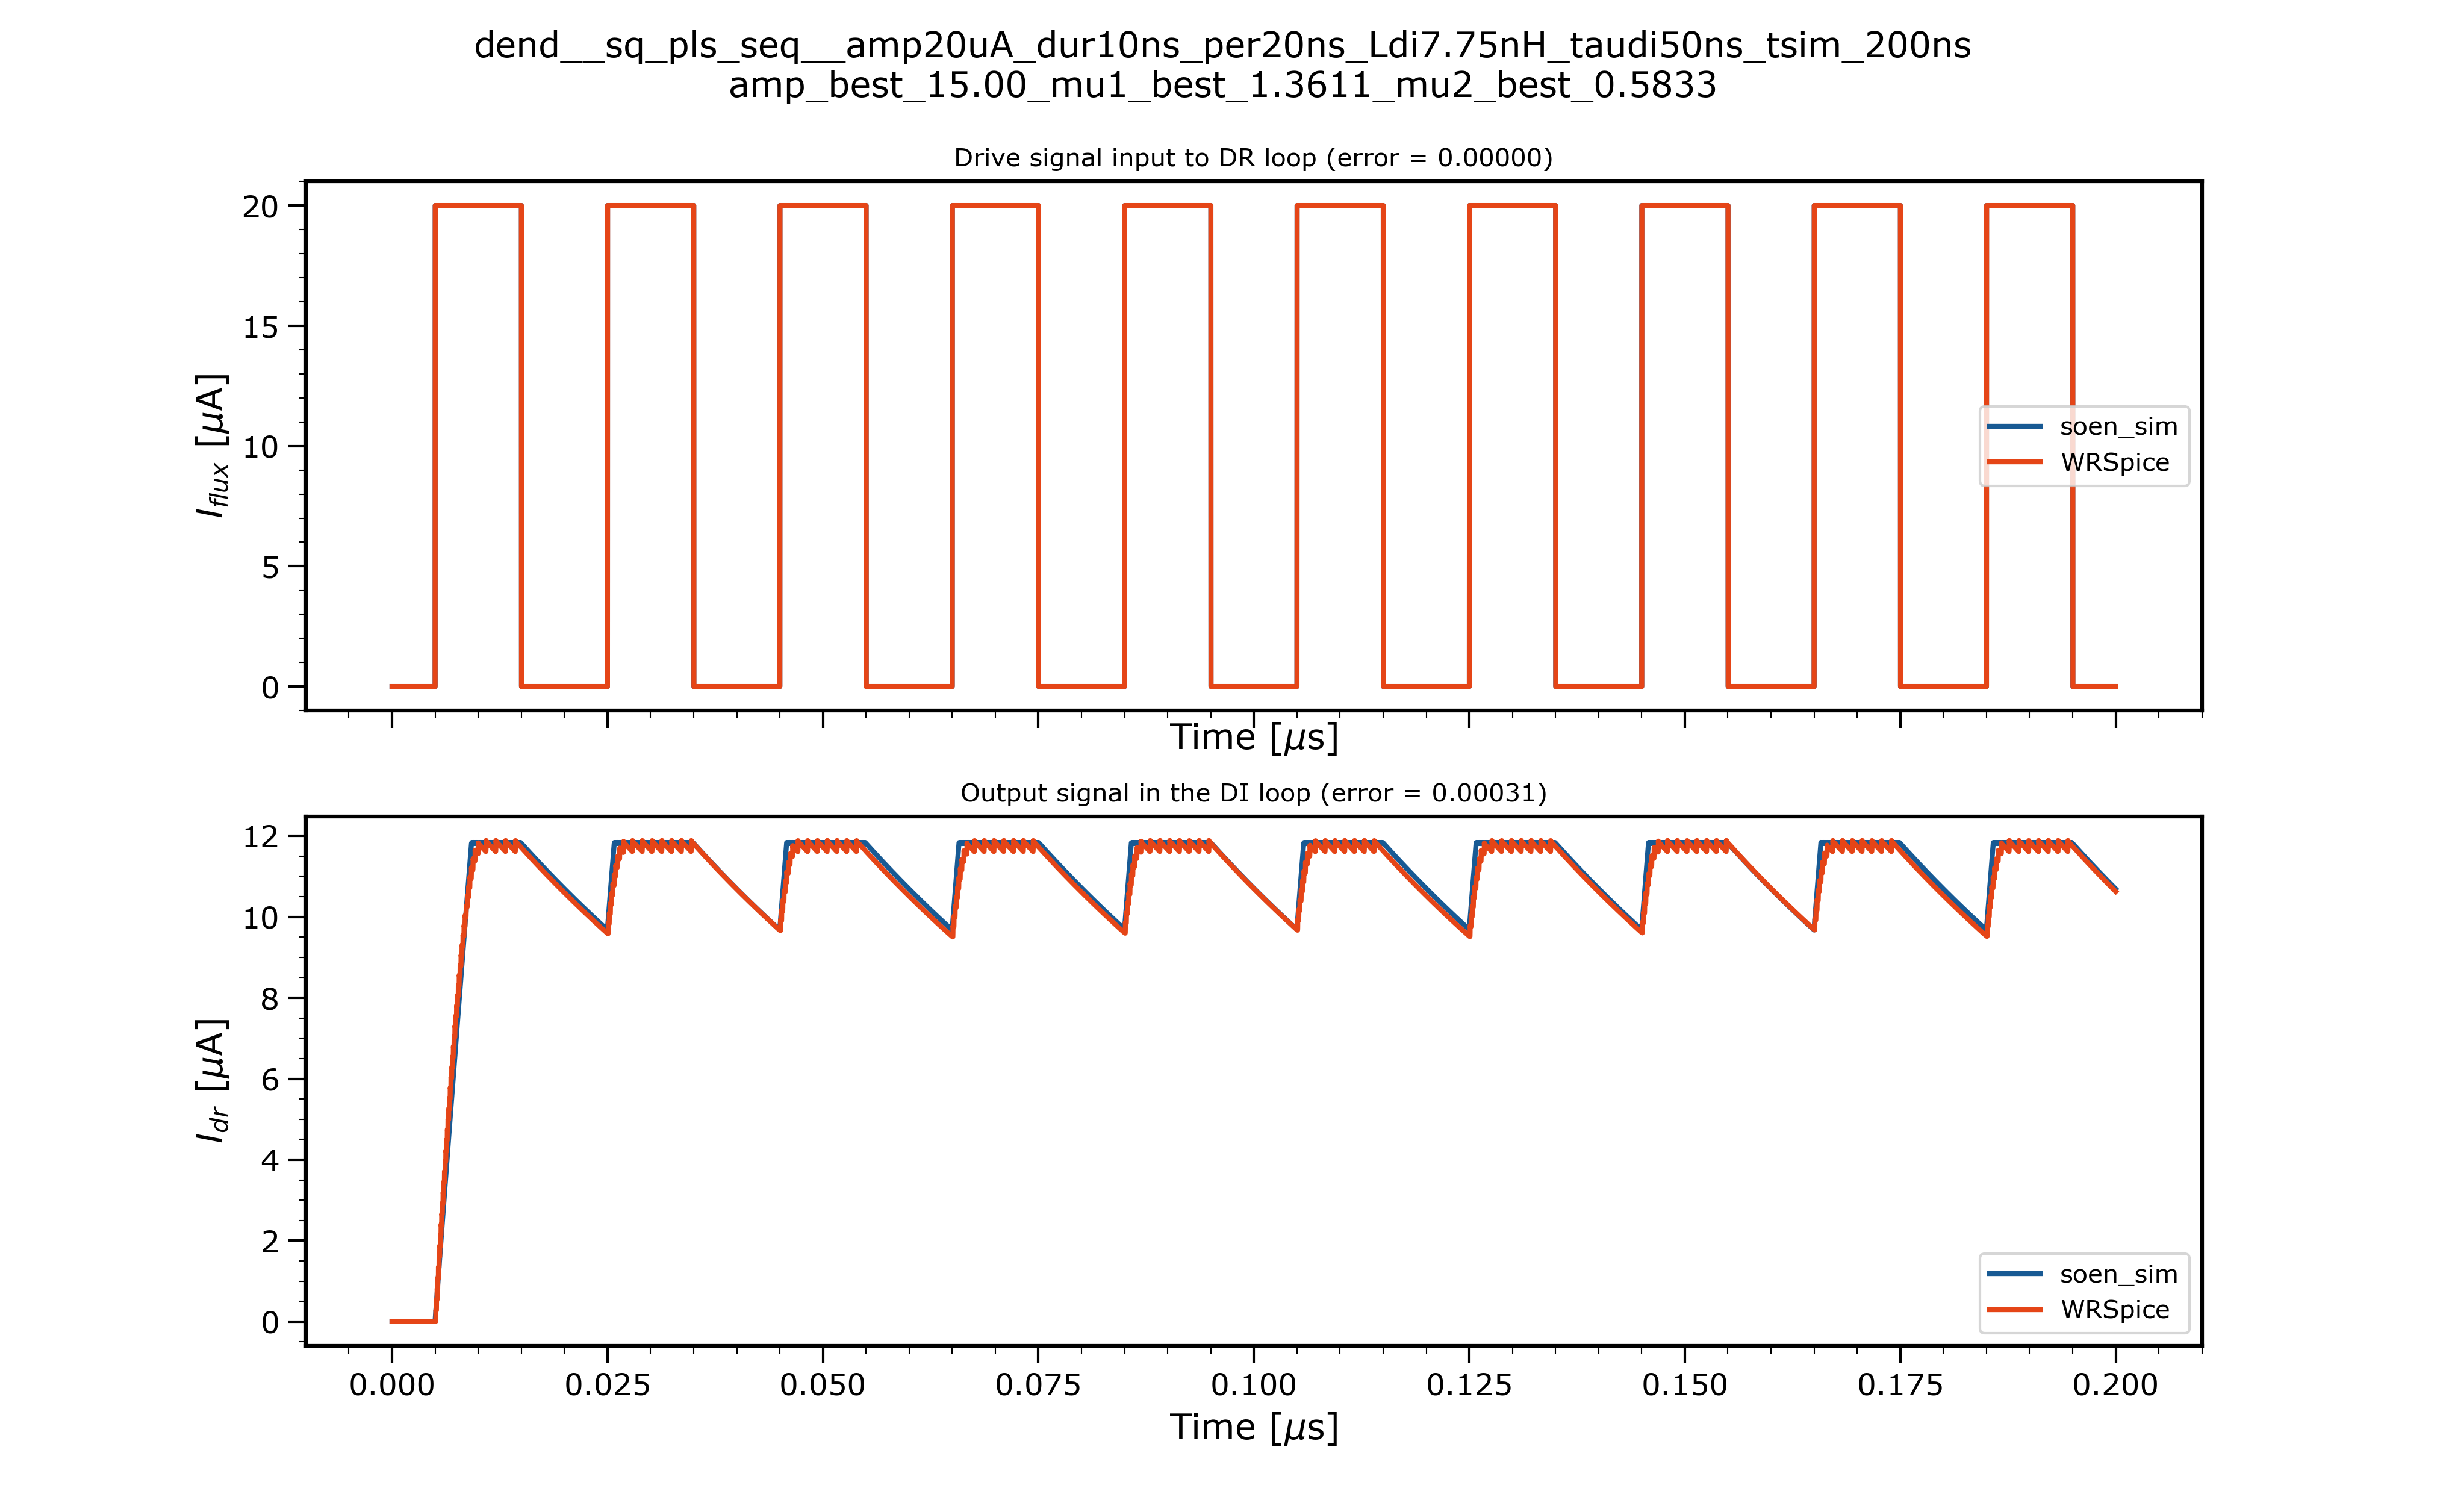 dend__sq_pls_seq__amp20uA_dur10ns_per20ns_Ldi7.75nH_taudi50ns_tsim_200ns
amp_best_15.00_mu1_best_1.3611_mu2_best_0.5833
Drive signal input to DR loop (error = 0.00000)
20
15
10
5
0
I_flux [μA]
soen_sim
WRSpice
Time [μs]
Output signal in the DI loop (error = 0.00031)
12
10
8
6
4
2
0
I_dr [μA]
soen_sim
WRSpice
0.000 0.025 0.050 0.075 0.100 0.125 0.150 0.175 0.200
Time [μs]